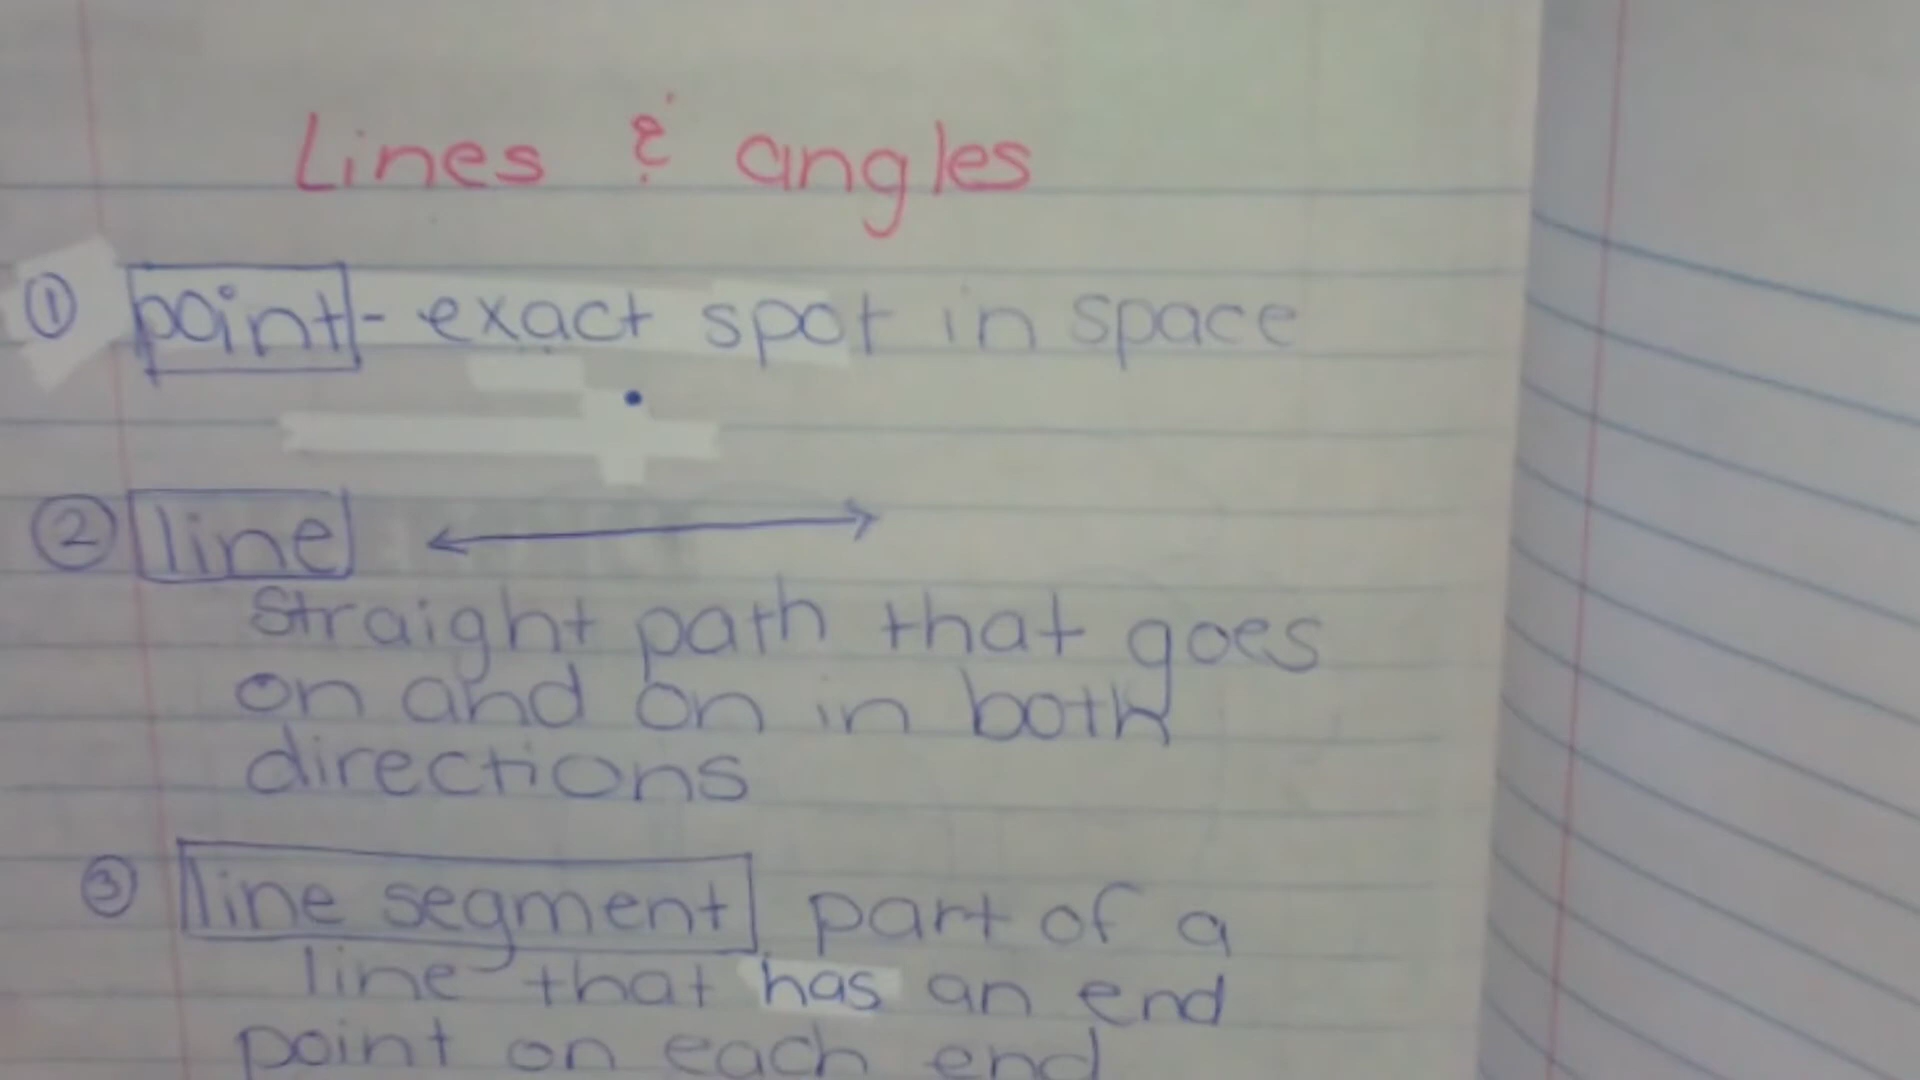 Lines & angles
① point - exact spot in space
② line
straight path that goes
on and on in both
directions
③ line segment part of a
line that has an end
point on each end